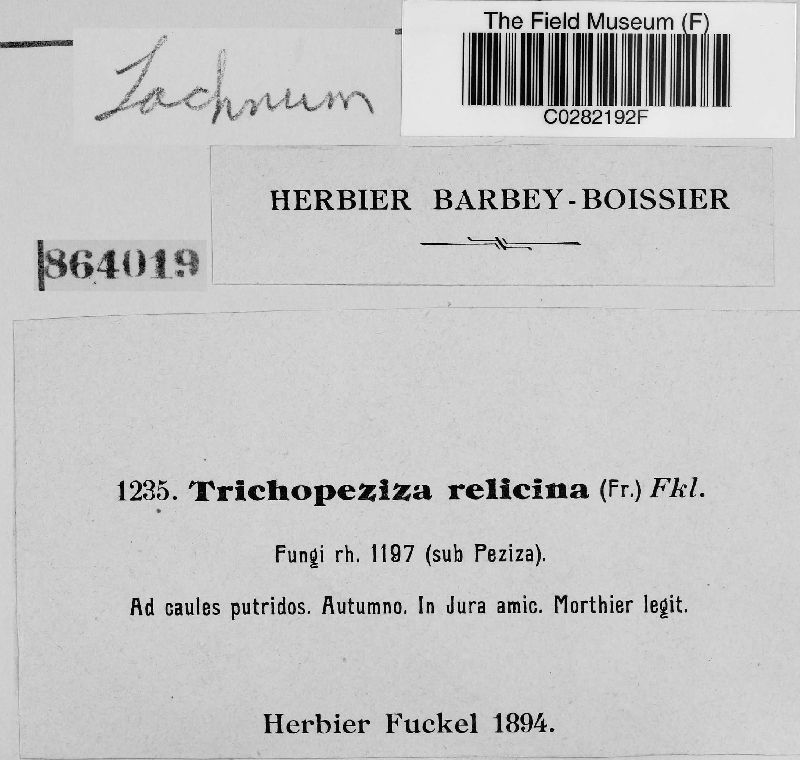 Lachnum
The Field Museum (F)
C0282192F
HERBIER BARBEY-BOISSIER
864019
1235. Trichopeziza relicina (Fr.) Fkl.
Fungi rh. 1197 (sub Peziza).
Ad caules putridos. Autumno. In Jura amic. Morthier legit.
Herbier Fuckel 1894.